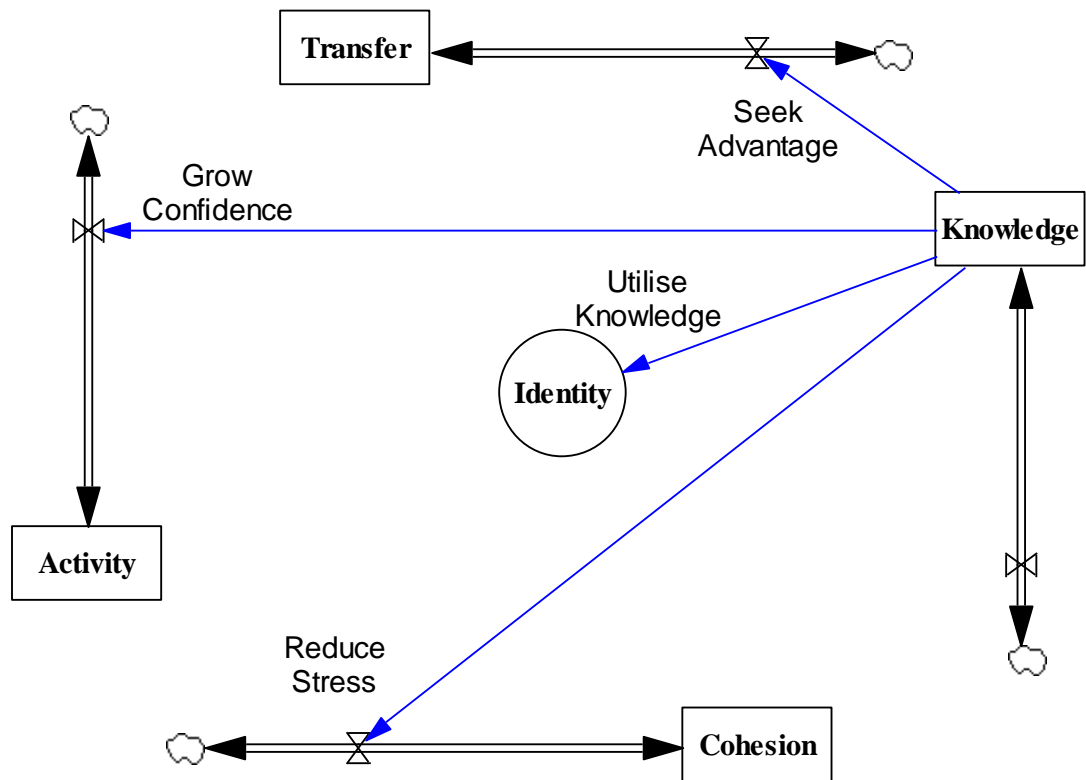 Transfer
Seek
Advantage
Grow
Confidence
Knowledge
Utilise
Knowledge
Identity
Activity
Reduce
Stress
Cohesion